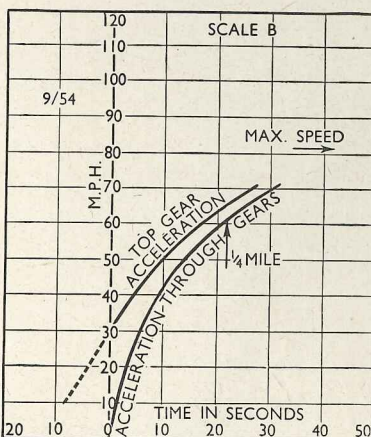 120
SCALE B
110
100
9/54
90
MAX. SPEED
80
M.P.H.
70
TOP GEAR
ACCELERATION
60
¼ MILE
50
40
30
20
10
ACCELERATION THROUGH GEARS
TIME IN SECONDS
20 10 0 10 20 30 40 50